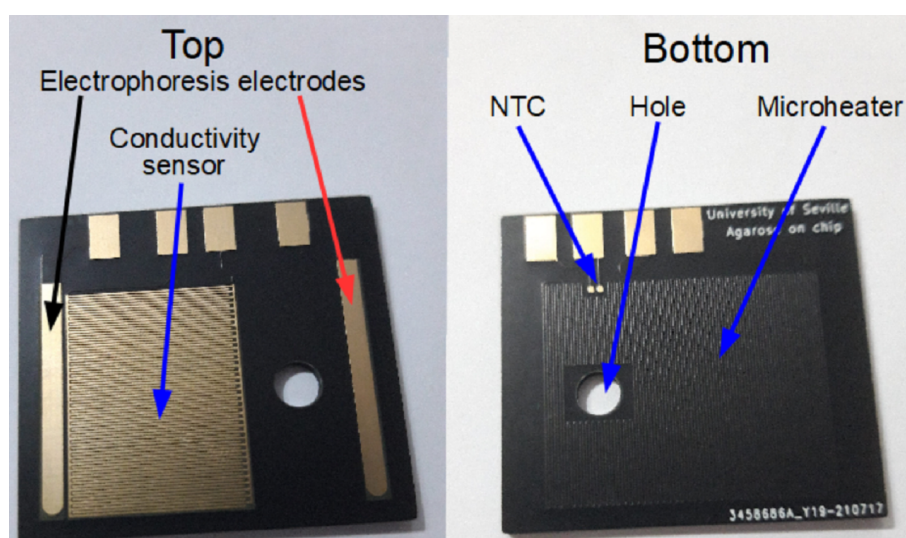 Top
Electrophoresis electrodes
Conductivity
sensor
Bottom
NTC
Hole
Microheater
University of Seville
Agarose on chip
3458686A_Y19-210717